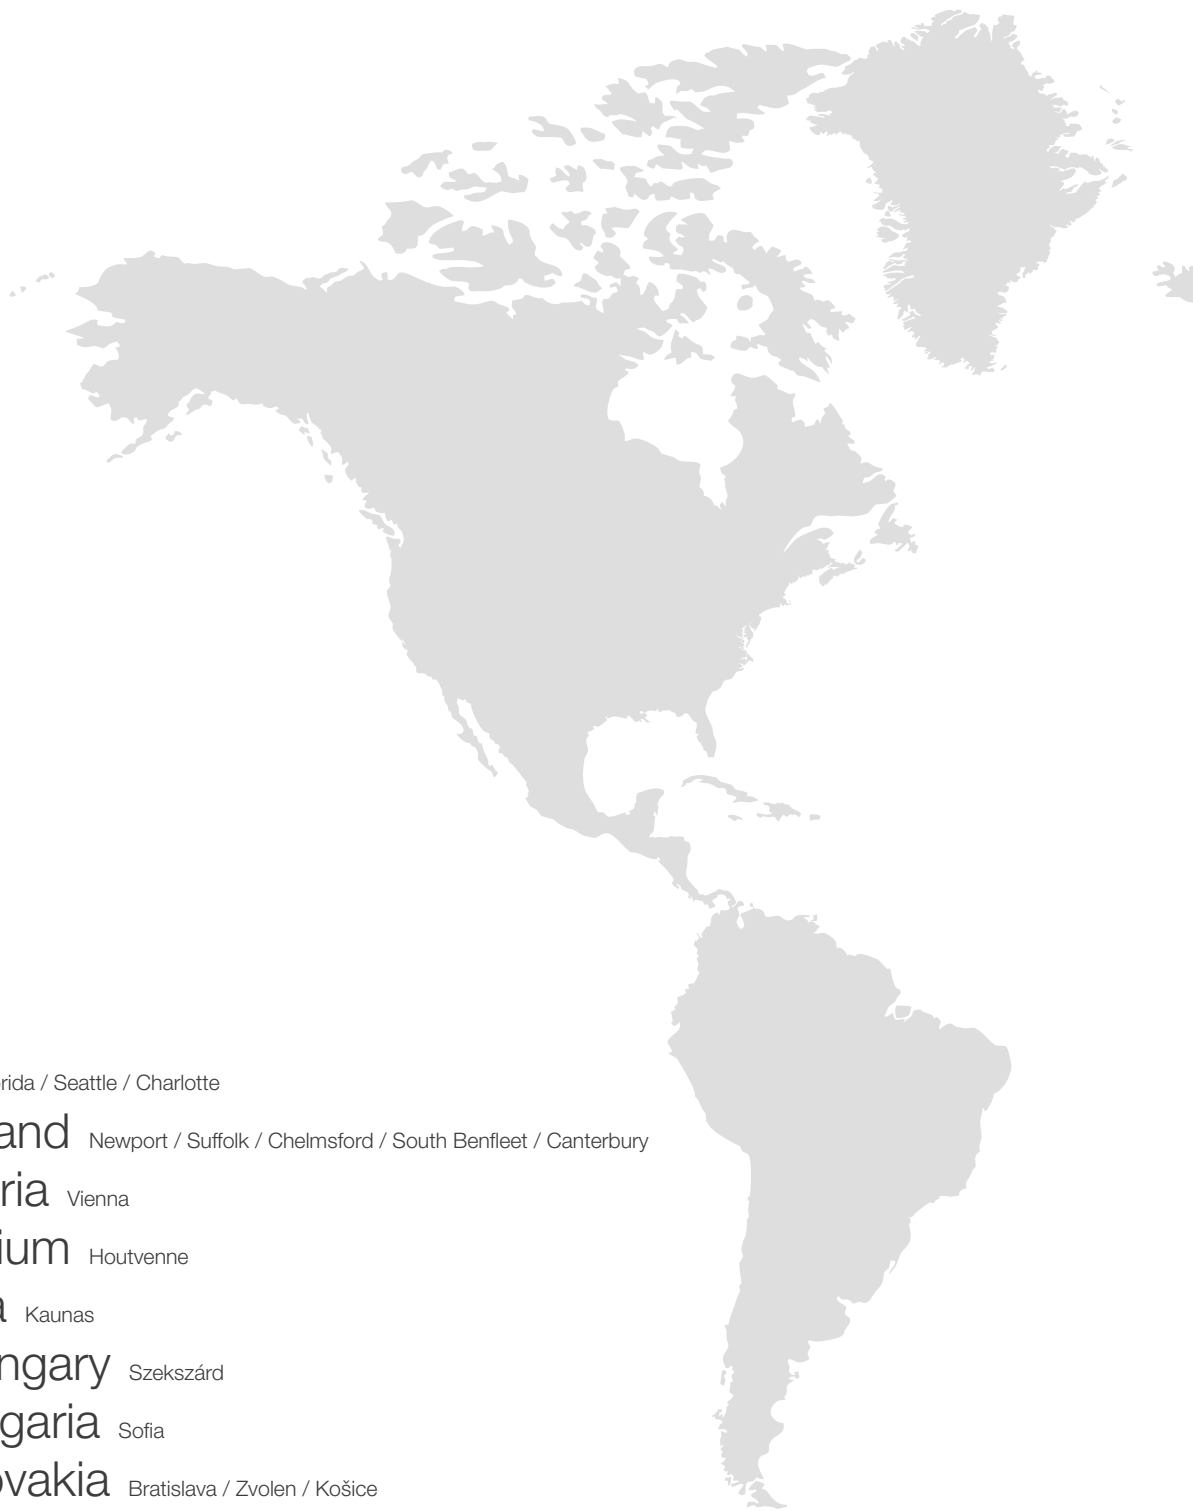 rida / Seattle / Charlotte
and Newport / Suffolk / Chelmsford / South Benfleet / Canterbury
ria Vienna
ium Houtvenne
a Kaunas
ngary Szekszárd
garia Sofia
ovakia Bratislava / Zvolen / Košice